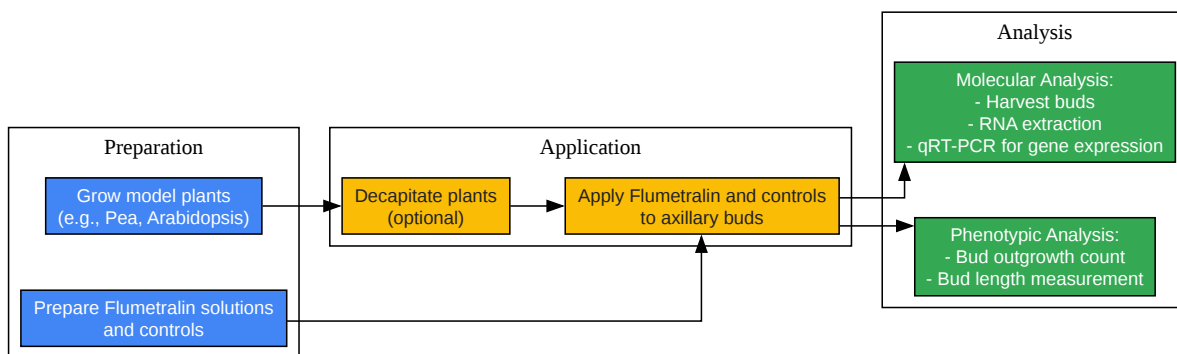 Preparation
Grow model plants
(e.g., Pea, Arabidopsis)
Prepare Flumetralin solutions
and controls
Application
Decapitate plants
(optional)
Apply Flumetralin and controls
to axillary buds
Analysis
Molecular Analysis:
- Harvest buds
- RNA extraction
- qRT-PCR for gene expression
Phenotypic Analysis:
- Bud outgrowth count
- Bud length measurement